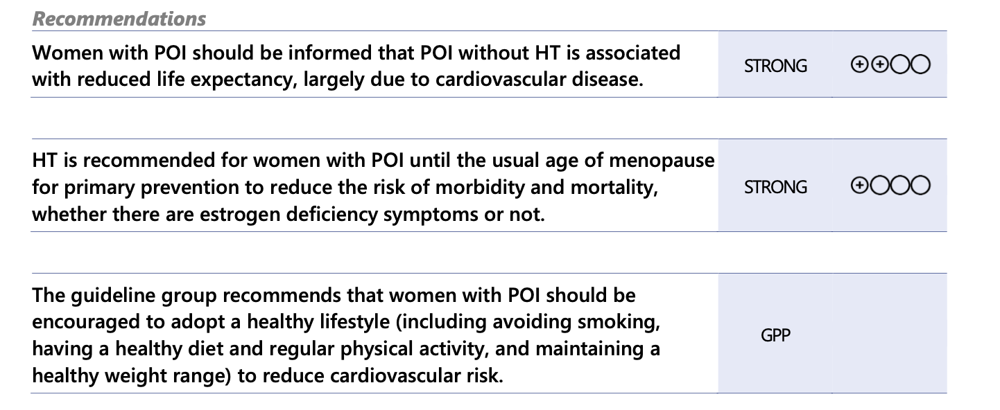 Recommendations
Women with POI should be informed that POI without HT is associated
with reduced life expectancy, largely due to cardiovascular disease.
STRONG ⊕⊕○○
HT is recommended for women with POI until the usual age of menopause
for primary prevention to reduce the risk of morbidity and mortality,
whether there are estrogen deficiency symptoms or not.
STRONG ⊕○○○
The guideline group recommends that women with POI should be
encouraged to adopt a healthy lifestyle (including avoiding smoking,
having a healthy diet and regular physical activity, and maintaining a
healthy weight range) to reduce cardiovascular risk.
GPP